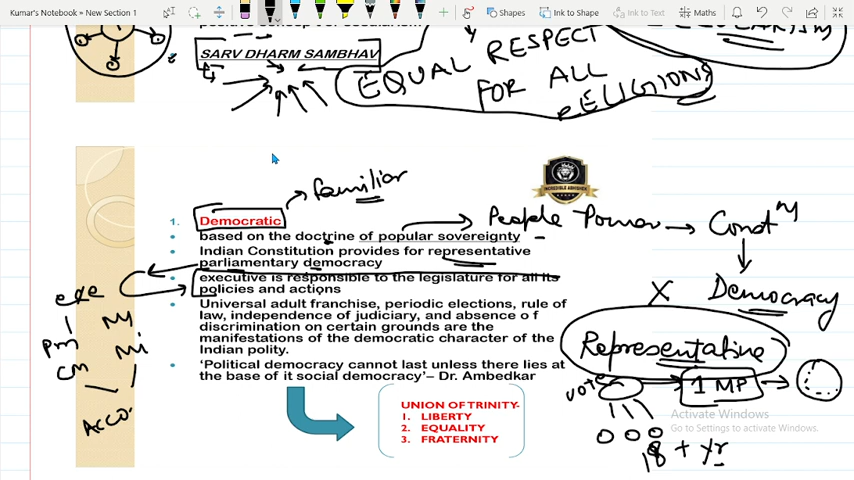 Kumar's Notebook » New Section 1
Shapes
Ink to Shape
Ink to Text
Maths
SARV DHARM SAMBHAV
EQUAL RESPECT
FOR ALL
RELIGIONS
INCREDIBLE ABHISHEK
familiar
1. Democratic
• based on the doctrine of popular sovereignty
• Indian Constitution provides for representative
parliamentary democracy
• executive is responsible to the legislature for all its
policies and actions
• Universal adult franchise, periodic elections, rule of
law, independence of judiciary, and absence o f
discrimination on certain grounds are the
manifestations of the democratic character of the
Indian polity.
• ‘Political democracy cannot last unless there lies at
the base of it social democracy’– Dr. Ambedkar
UNION OF TRINITY-
1. LIBERTY
2. EQUALITY
3. FRATERNITY
People Power
Constn
X Democracy
Representative
vote
1 MP
18 + yr
exe
PM
CM
Acco.
Activate Windows
Go to Settings to activate Windows.